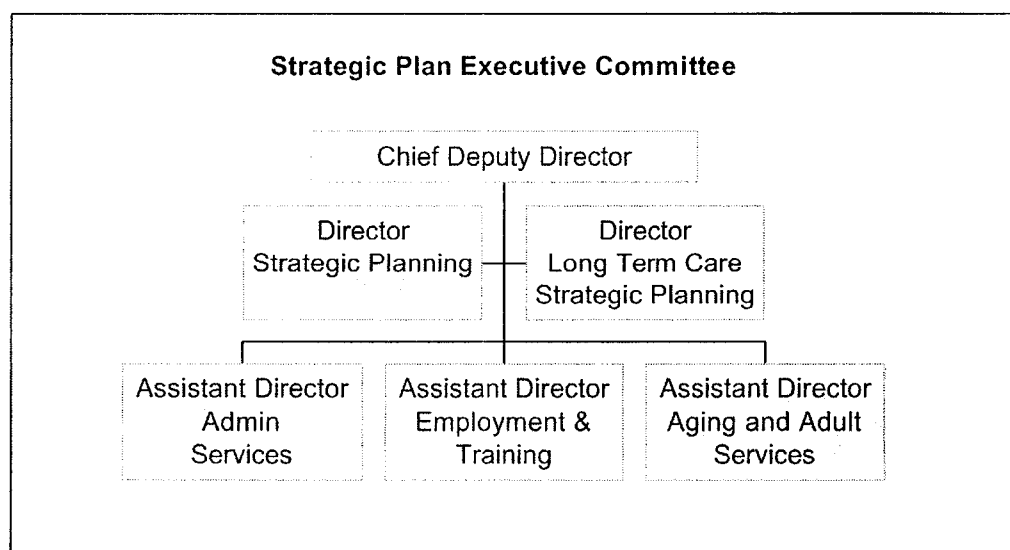 Strategic Plan Executive Committee
Chief Deputy Director
Director
Strategic Planning
Director
Long Term Care
Strategic Planning
Assistant Director
Admin
Services
Assistant Director
Employment &
Training
Assistant Director
Aging and Adult
Services